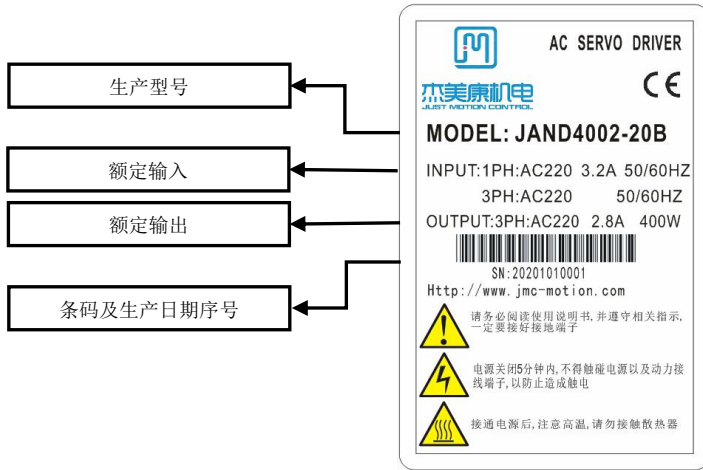 生产型号
额定输入
额定输出
条码及生产日期序号
JM
AC SERVO DRIVER
杰美康机电
JUST MOTION CONTROL
CE
MODEL: JAND4002-20B
INPUT:1PH:AC220 3.2A 50/60HZ
3PH:AC220 50/60HZ
OUTPUT:3PH:AC220 2.8A 400W
SN:20201010001
Http://www.jmc-motion.com
请务必阅读使用说明书,并遵守相关指示,
一定要接好接地端子
电源关闭5分钟内,不得触碰电源以及动力接
线端子,以防止造成触电
接通电源后,注意高温,请勿接触散热器